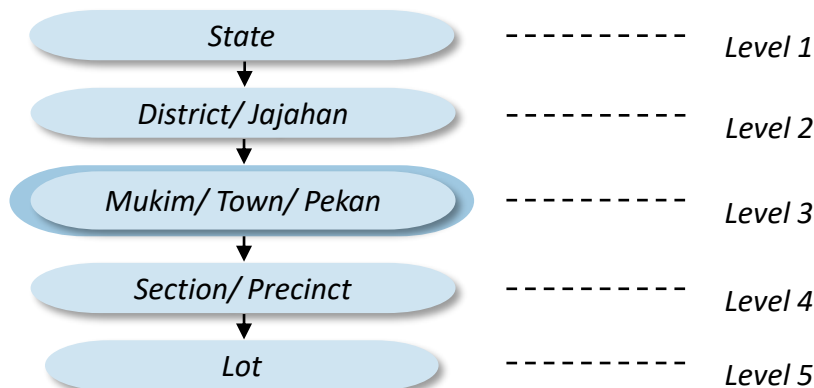 State
Level 1
District/ Jajahan
Level 2
Mukim/ Town/ Pekan
Level 3
Section/ Precinct
Level 4
Lot
Level 5